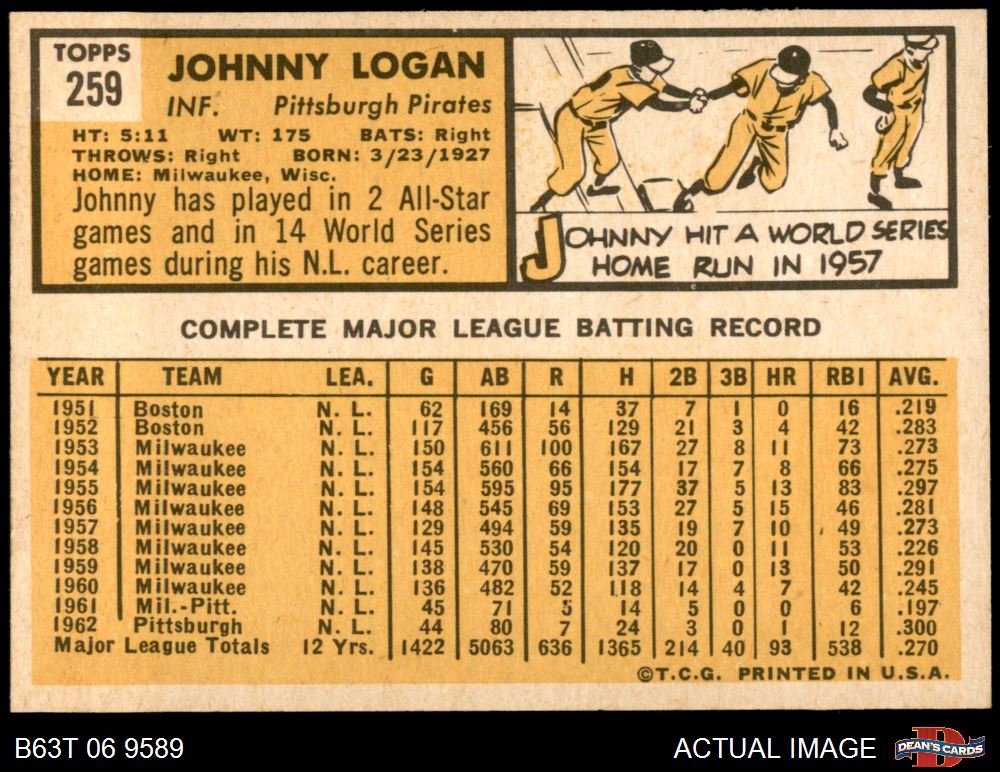 TOPPS
259
JOHNNY LOGAN
INF. Pittsburgh Pirates
HT: 5:11 WT: 175 BATS: Right
THROWS: Right BORN: 3/23/1927
HOME: Milwaukee, Wisc.
Johnny has played in 2 All-Star
games and in 14 World Series
games during his N.L. career.
JOHNNY HIT A WORLD SERIES
HOME RUN IN 1957
COMPLETE MAJOR LEAGUE BATTING RECORD
YEAR TEAM LEA. G AB R H 2B 3B HR RBI AVG.
1951 Boston N. L. 62 169 14 37 7 1 0 16 .219
1952 Boston N. L. 117 456 56 129 21 3 4 42 .283
1953 Milwaukee N. L. 150 611 100 167 27 8 11 73 .273
1954 Milwaukee N. L. 154 560 66 154 17 7 8 66 .275
1955 Milwaukee N. L. 154 595 95 177 37 5 13 83 .297
1956 Milwaukee N. L. 148 545 69 153 27 5 15 46 .281
1957 Milwaukee N. L. 129 494 59 135 19 7 10 49 .273
1958 Milwaukee N. L. 145 530 54 120 20 0 11 53 .226
1959 Milwaukee N. L. 138 470 59 137 17 0 13 50 .291
1960 Milwaukee N. L. 136 482 52 118 14 4 7 42 .245
1961 Mil.-Pitt. N. L. 45 71 5 14 5 0 0 6 .197
1962 Pittsburgh N. L. 44 80 7 24 3 0 1 12 .300
Major League Totals 12 Yrs. 1422 5063 636 1365 214 40 93 538 .270
©T.C.G. PRINTED IN U.S.A.
B63T 06 9589
ACTUAL IMAGE
D
DEAN'S CARDS